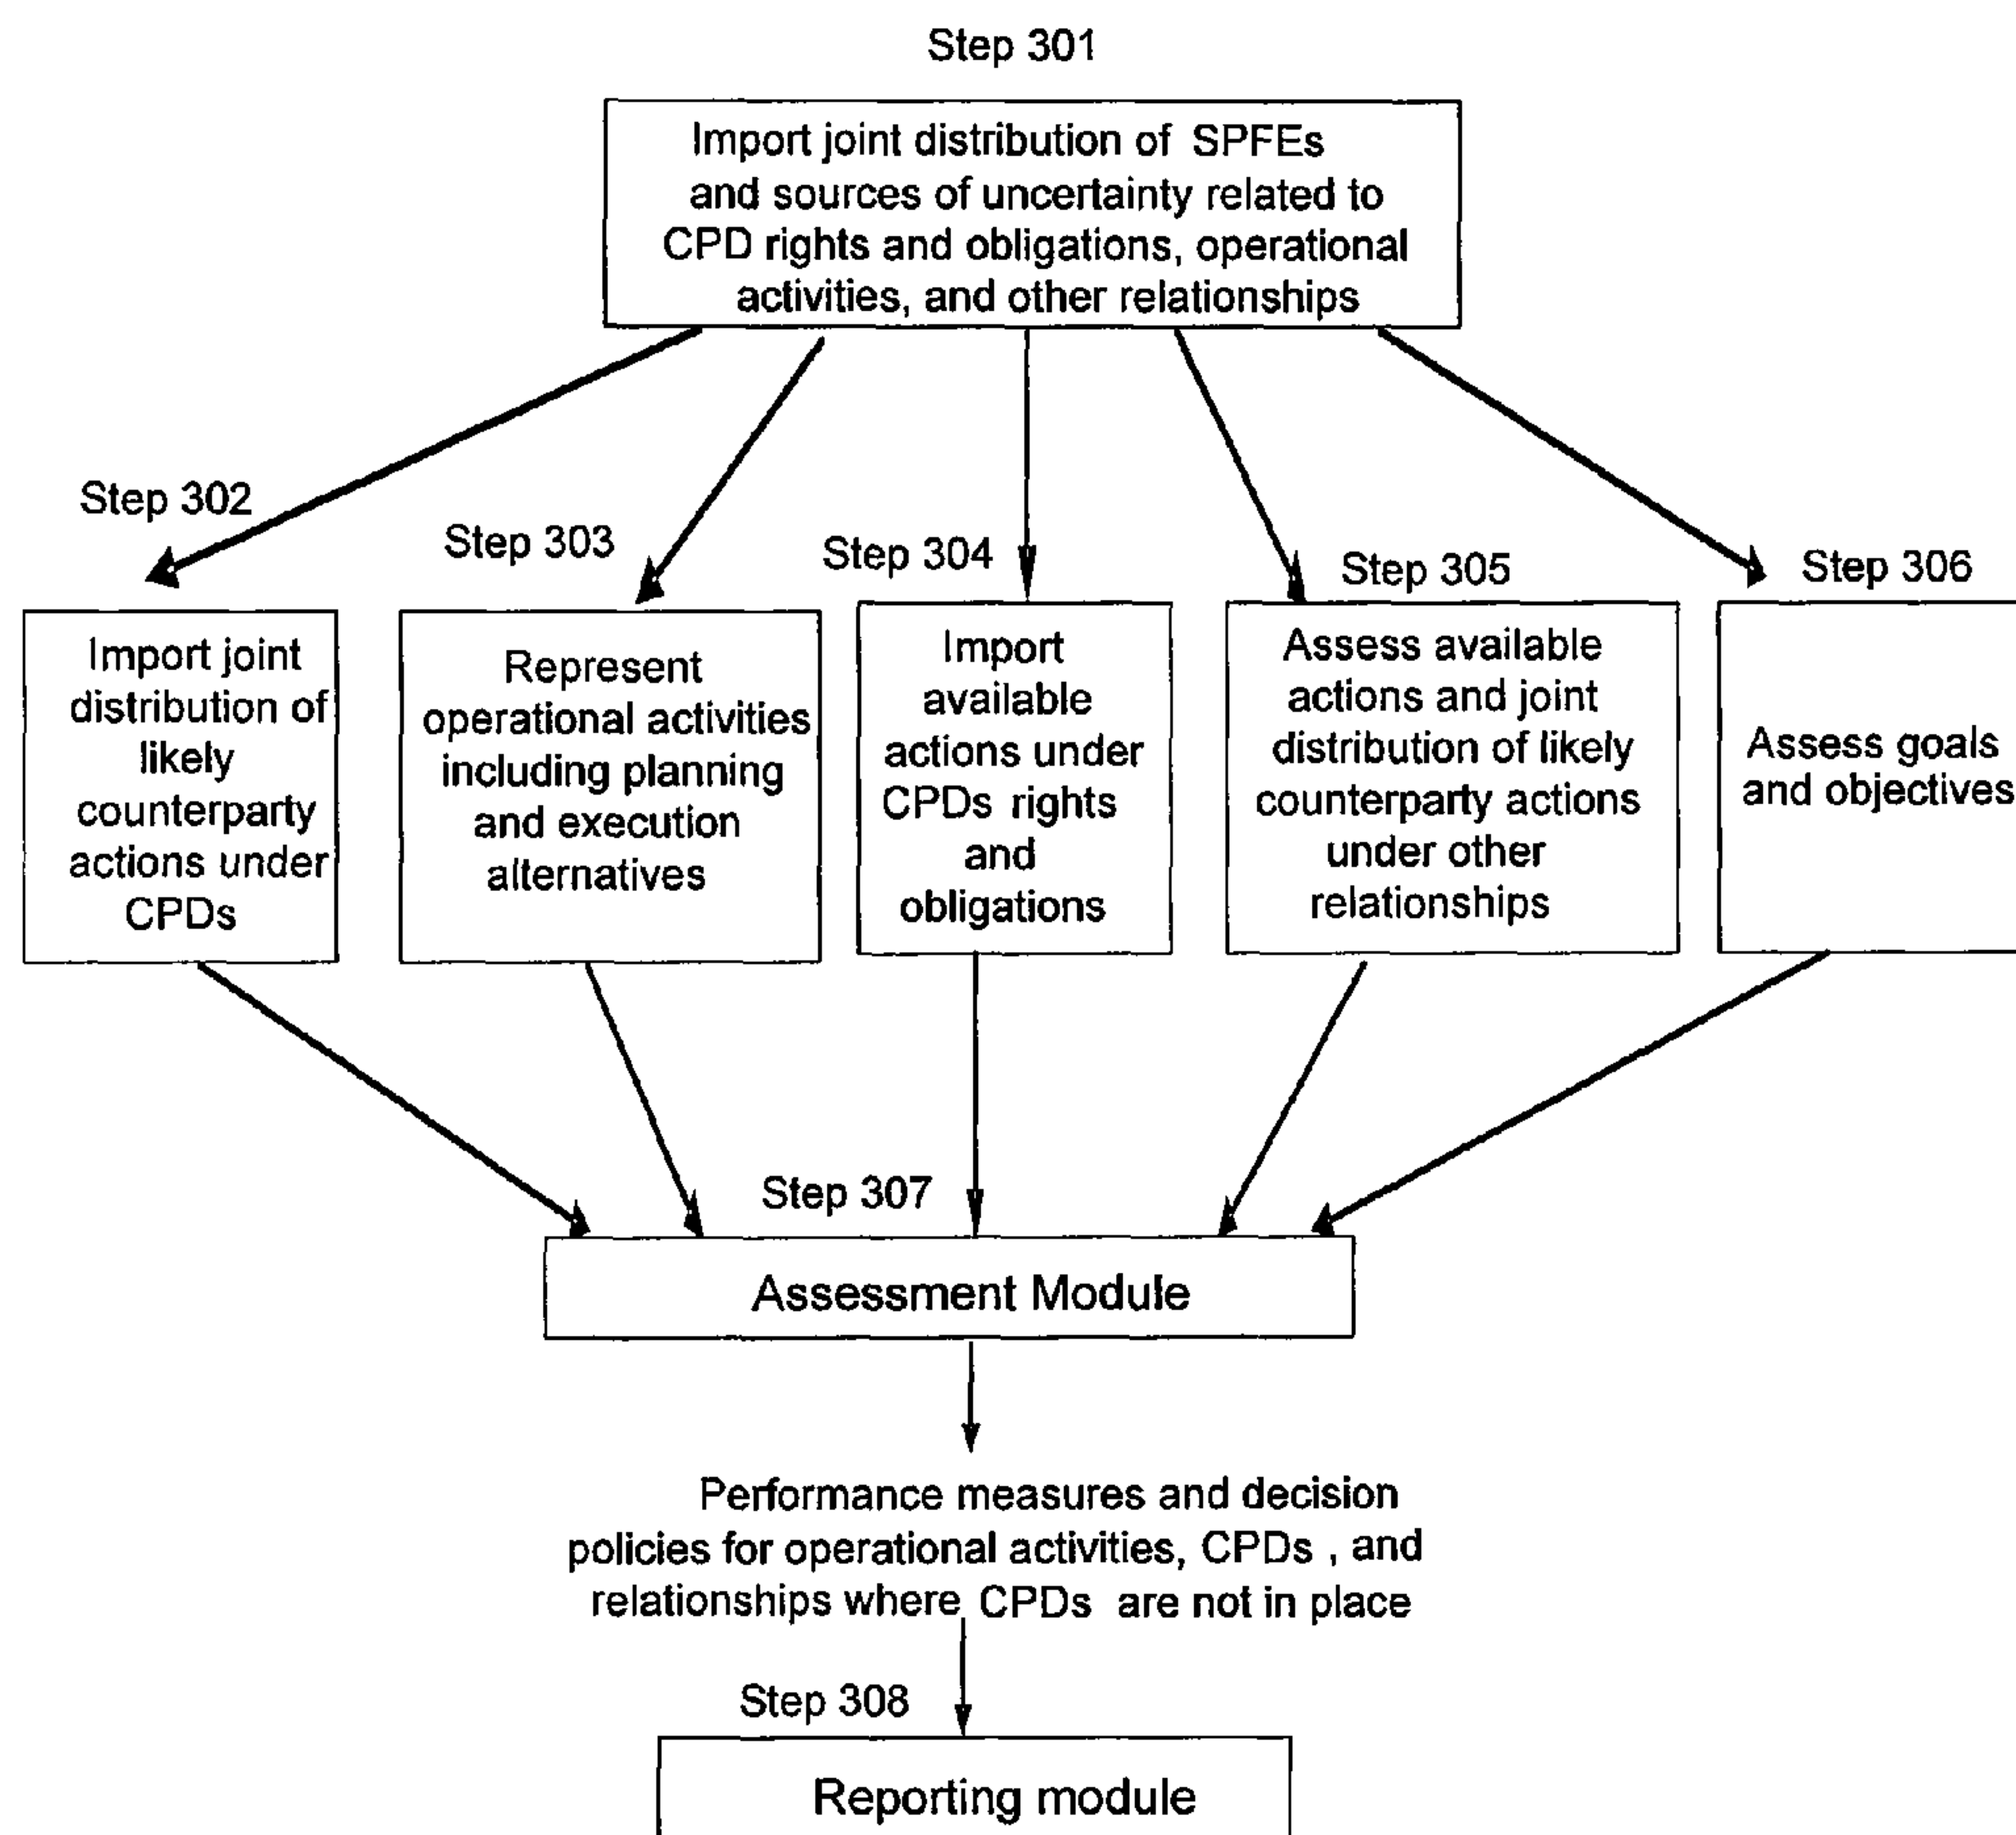 Step 301
Import joint distribution of SPFEs
and sources of uncertainty related to
CPD rights and obligations, operational
activities, and other relationships
Step 302
Import joint
distribution of
likely
counterparty
actions under
CPDs
Step 303
Represent
operational activities
including planning
and execution
alternatives
Step 304
Import
available
actions under
CPDs rights
and
obligations
Step 305
Assess available
actions and joint
distribution of likely
counterparty actions
under other
relationships
Step 306
Assess goals
and objectives
Step 307
Assessment Module
Performance measures and decision
policies for operational activities, CPDs , and
relationships where CPDs are not in place
Step 308
Reporting module